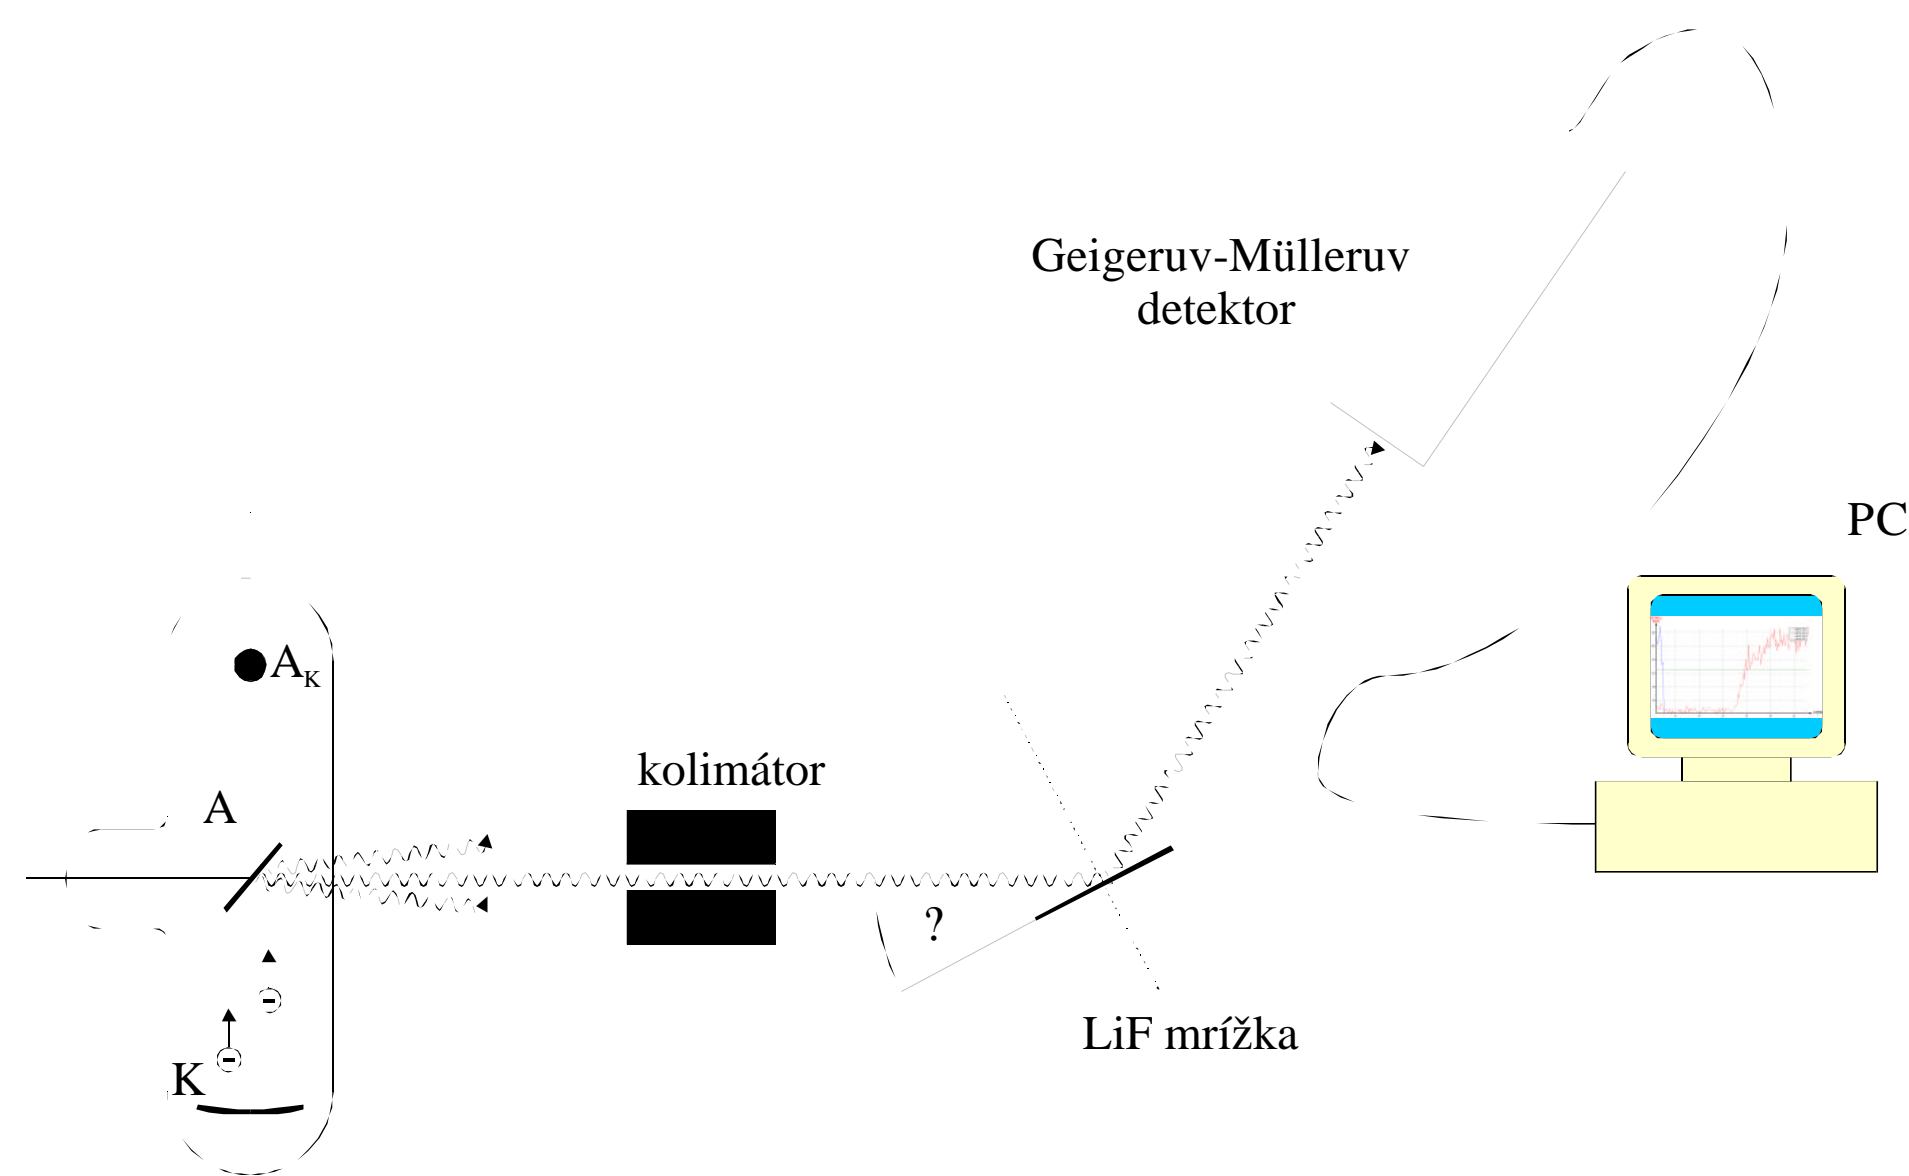 Geigeruv-Mülleruv
detektor
PC
AK
kolimátor
A
?
LiF mrížka
K